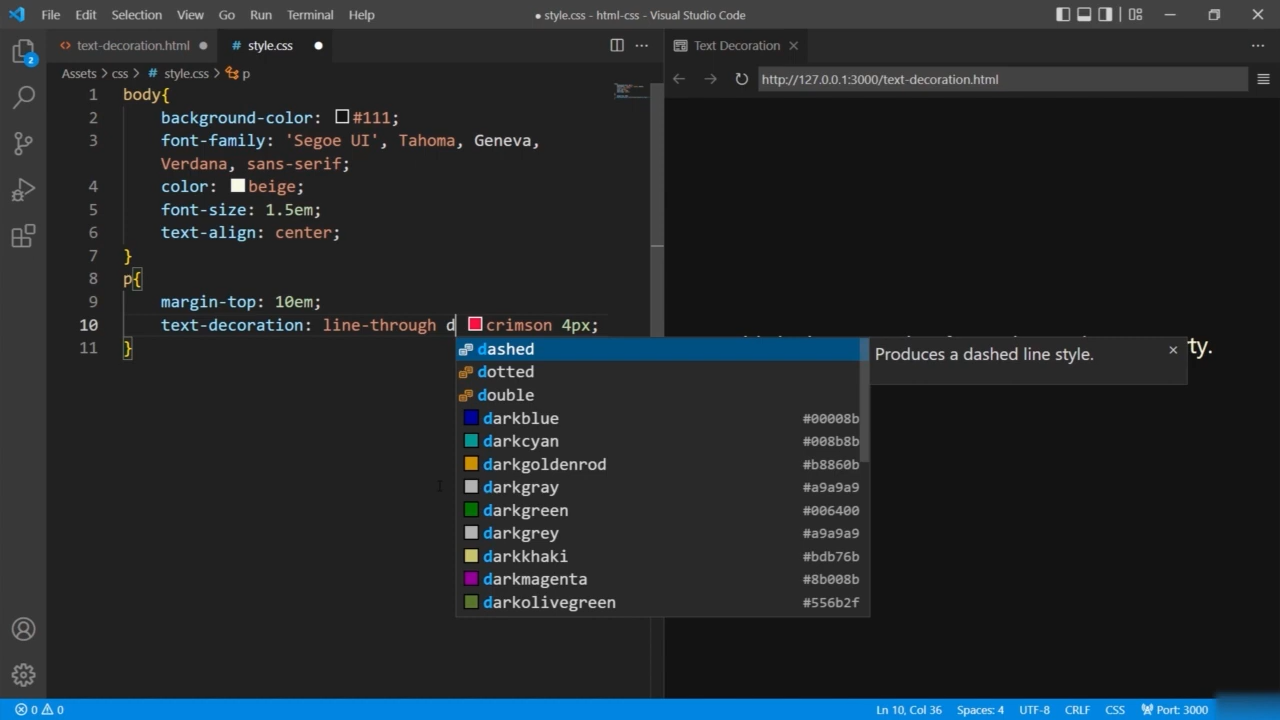 File Edit Selection View Go Run Terminal Help
● style.css - html-css - Visual Studio Code
text-decoration.html ●
# style.css ●
Text Decoration ×
Assets > css > # style.css > p
http://127.0.0.1:3000/text-decoration.html
2
1 body{
2 background-color: #111;
3 font-family: 'Segoe UI', Tahoma, Geneva,
Verdana, sans-serif;
4 color: beige;
5 font-size: 1.5em;
6 text-align: center;
7 }
8 p{
9 margin-top: 10em;
10 text-decoration: line-through d crimson 4px;
11 }
dashed
Produces a dashed line style.
ty.
dotted
double
darkblue #00008b
darkcyan #008b8b
darkgoldenrod #b8860b
darkgray #a9a9a9
darkgreen #006400
darkgrey #a9a9a9
darkkhaki #bdb76b
darkmagenta #8b008b
darkolivegreen #556b2f
0 0
Ln 10, Col 36 Spaces: 4 UTF-8 CRLF CSS Port: 3000